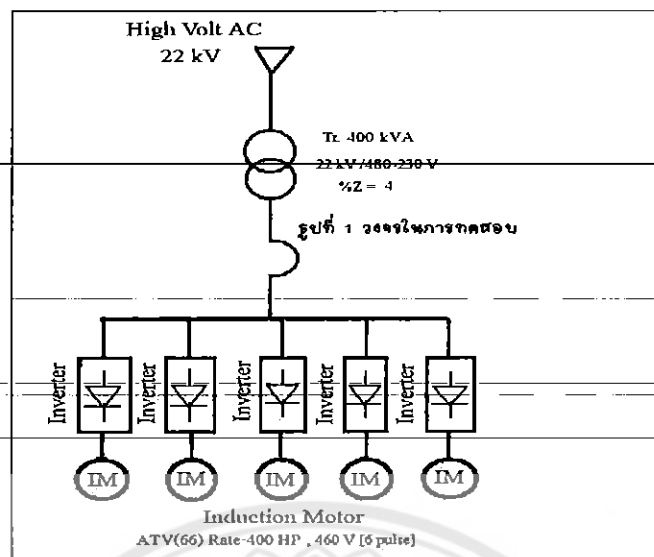 High Volt AC
22 kV
Tr. 400 kVA
22 kV/480-230 V
%Z = 4
รูปที่ 1 วงจรในการทดสอบ
Inverter Inverter Inverter Inverter Inverter
IM IM IM IM IM
Induction Motor
ATV(66) Rate-400 HP , 460 V [6 pulse]